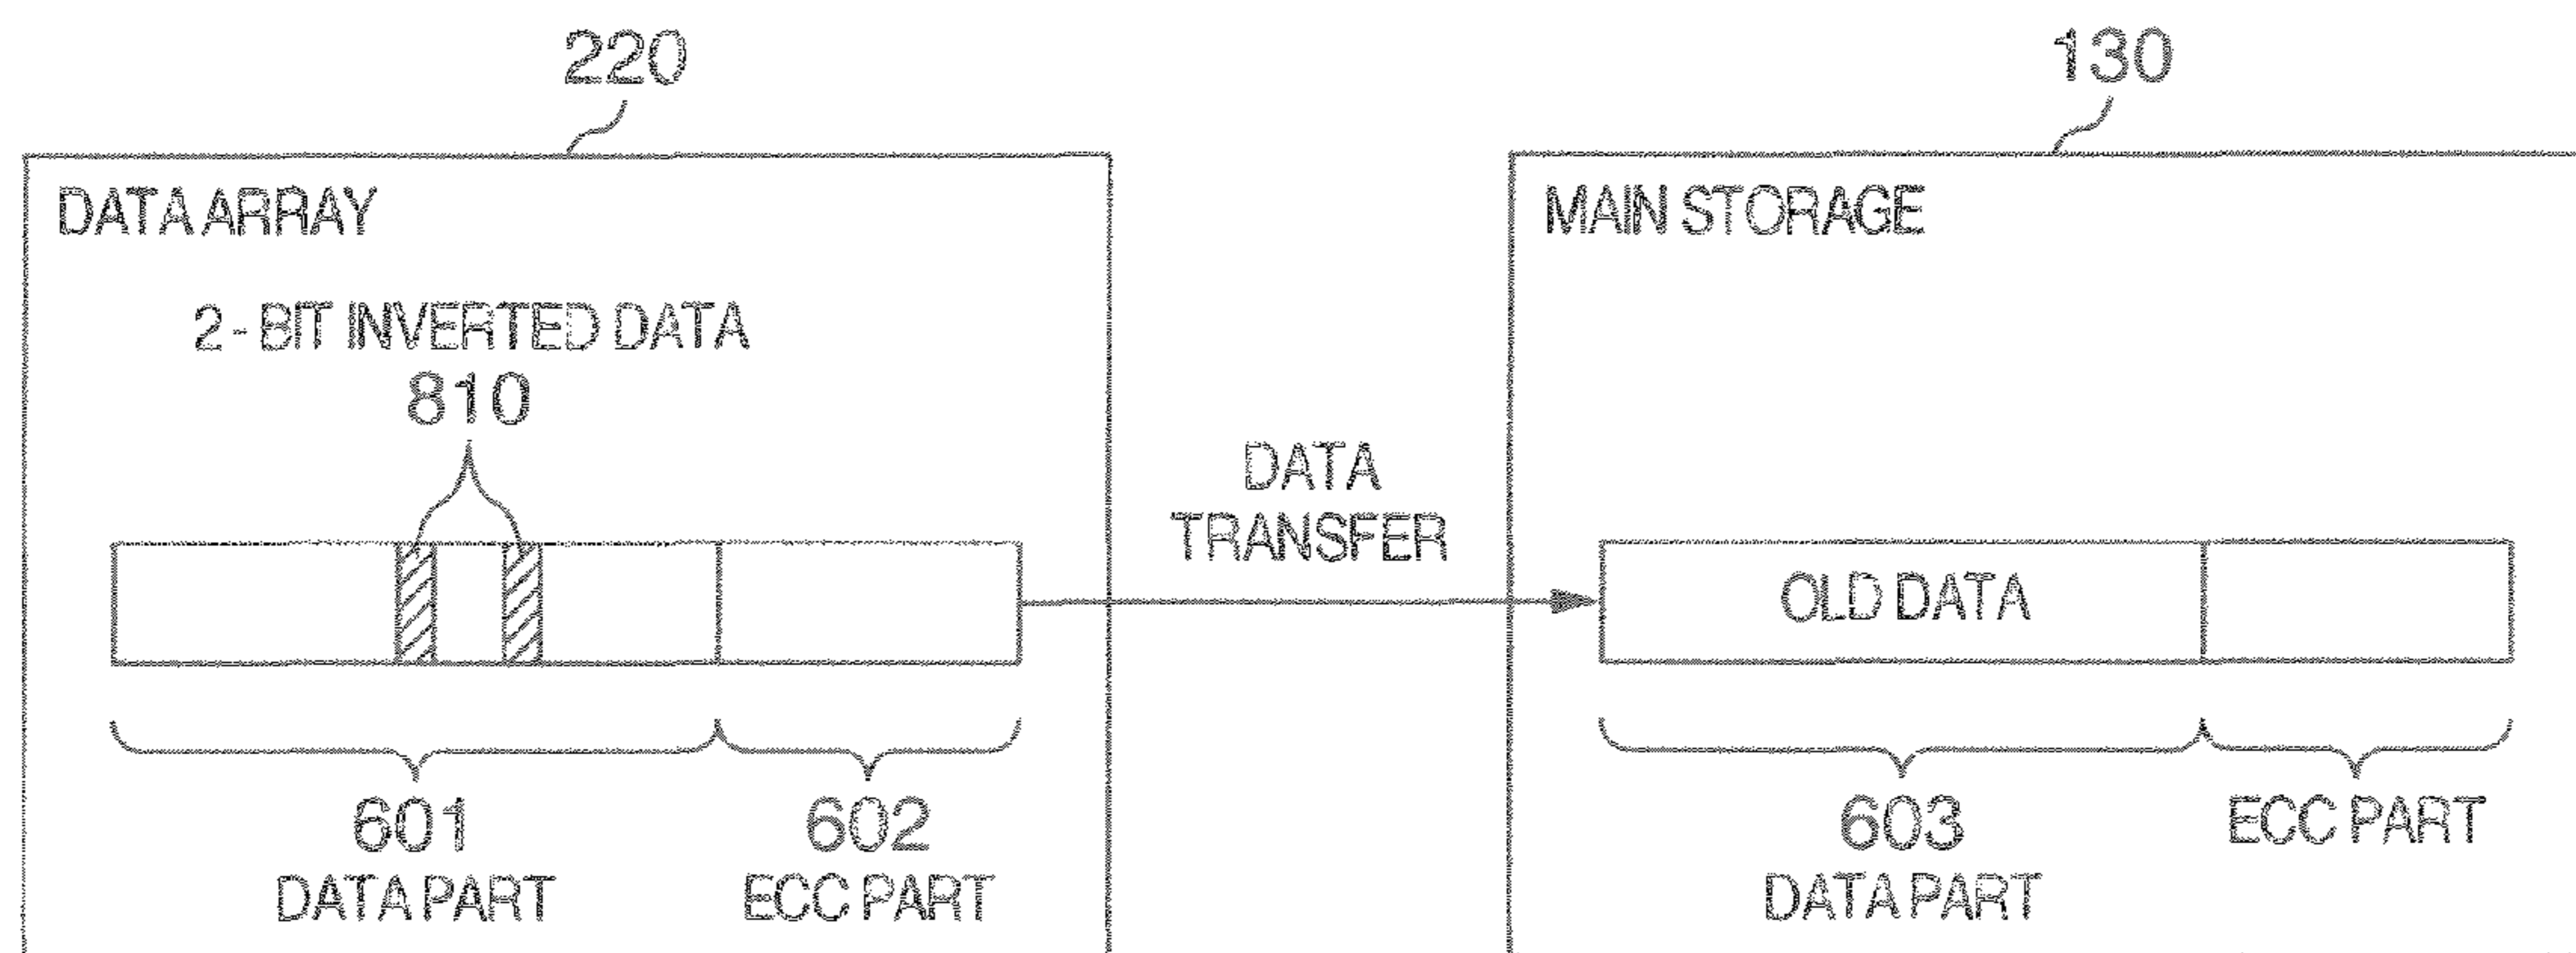 220
130
DATA ARRAY
MAIN STORAGE
2 - BIT INVERTED DATA
810
DATA
TRANSFER
OLD DATA
601
602
603
ECC PART
DATA PART
ECC PART
DATA PART